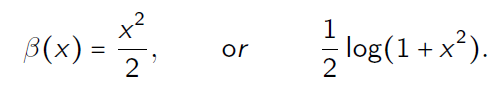 β(x) = x²/2, or 1/2 log(1 + x²).